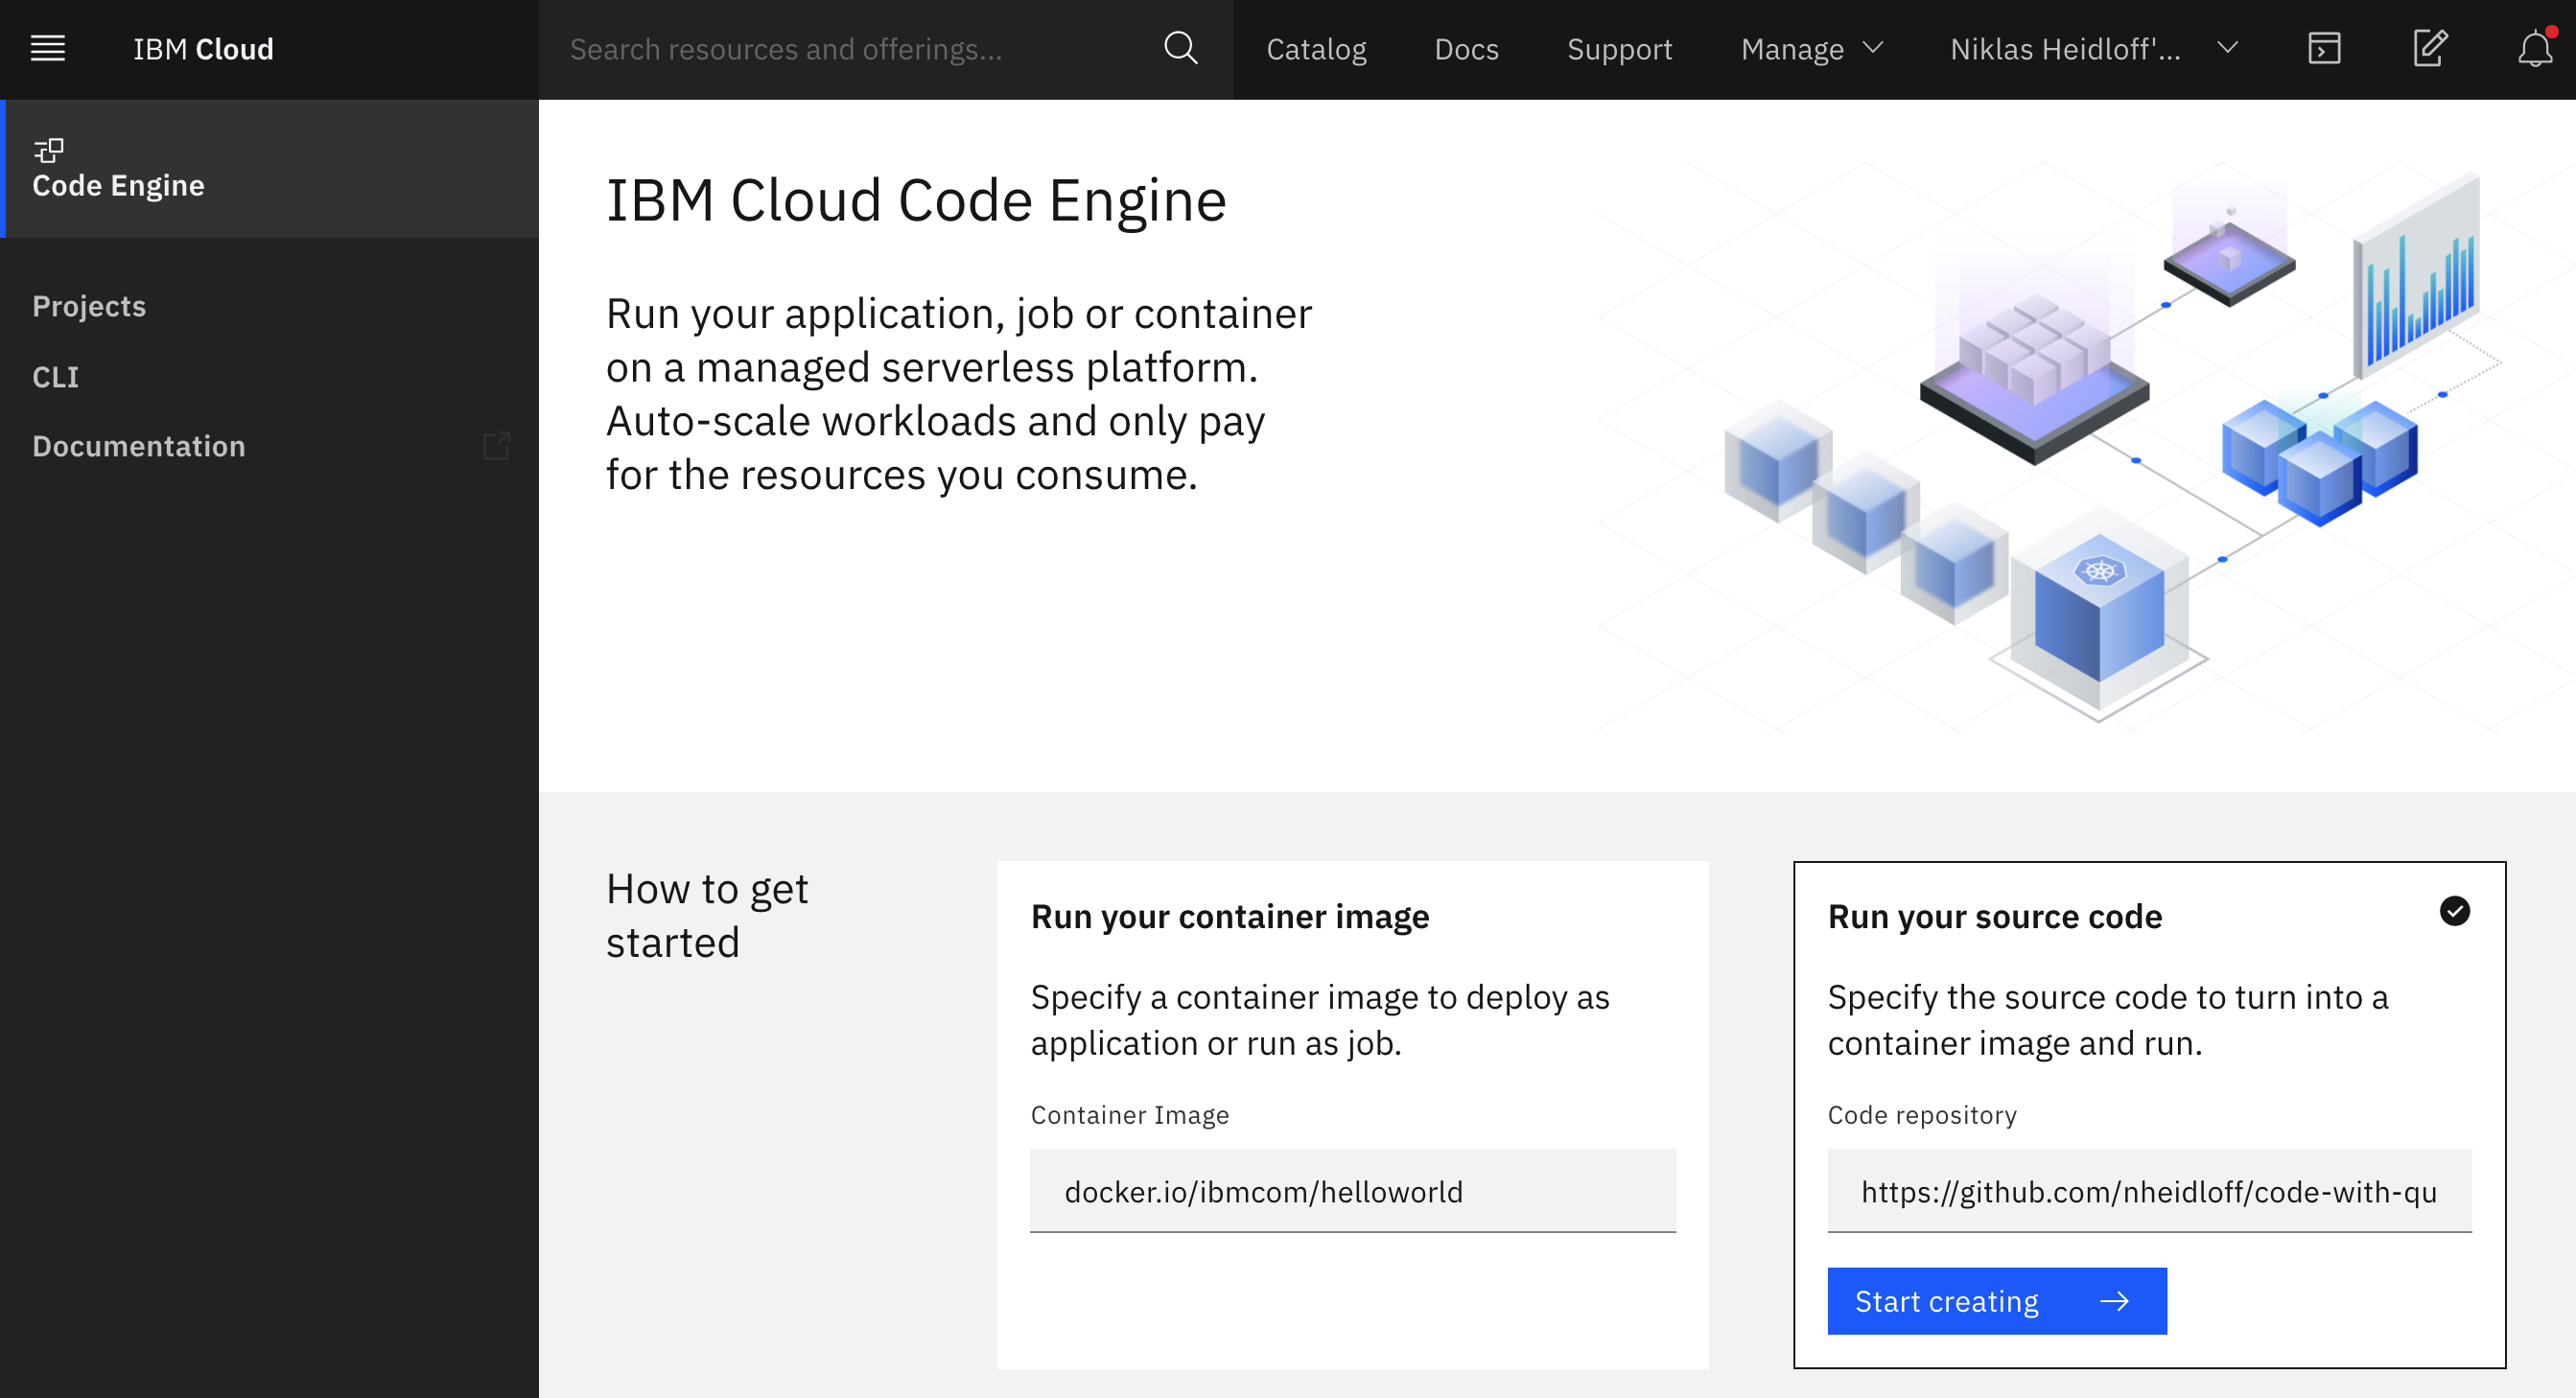 IBM Cloud
Search resources and offerings...
Catalog
Docs
Support
Manage
Niklas Heidloff'...
Code Engine
Projects
CLI
Documentation
IBM Cloud Code Engine
Run your application, job or container
on a managed serverless platform.
Auto-scale workloads and only pay
for the resources you consume.
How to get
started
Run your container image
Specify a container image to deploy as
application or run as job.
Container Image
docker.io/ibmcom/helloworld
Run your source code
Specify the source code to turn into a
container image and run.
Code repository
https://github.com/nheidloff/code-with-qu
Start creating